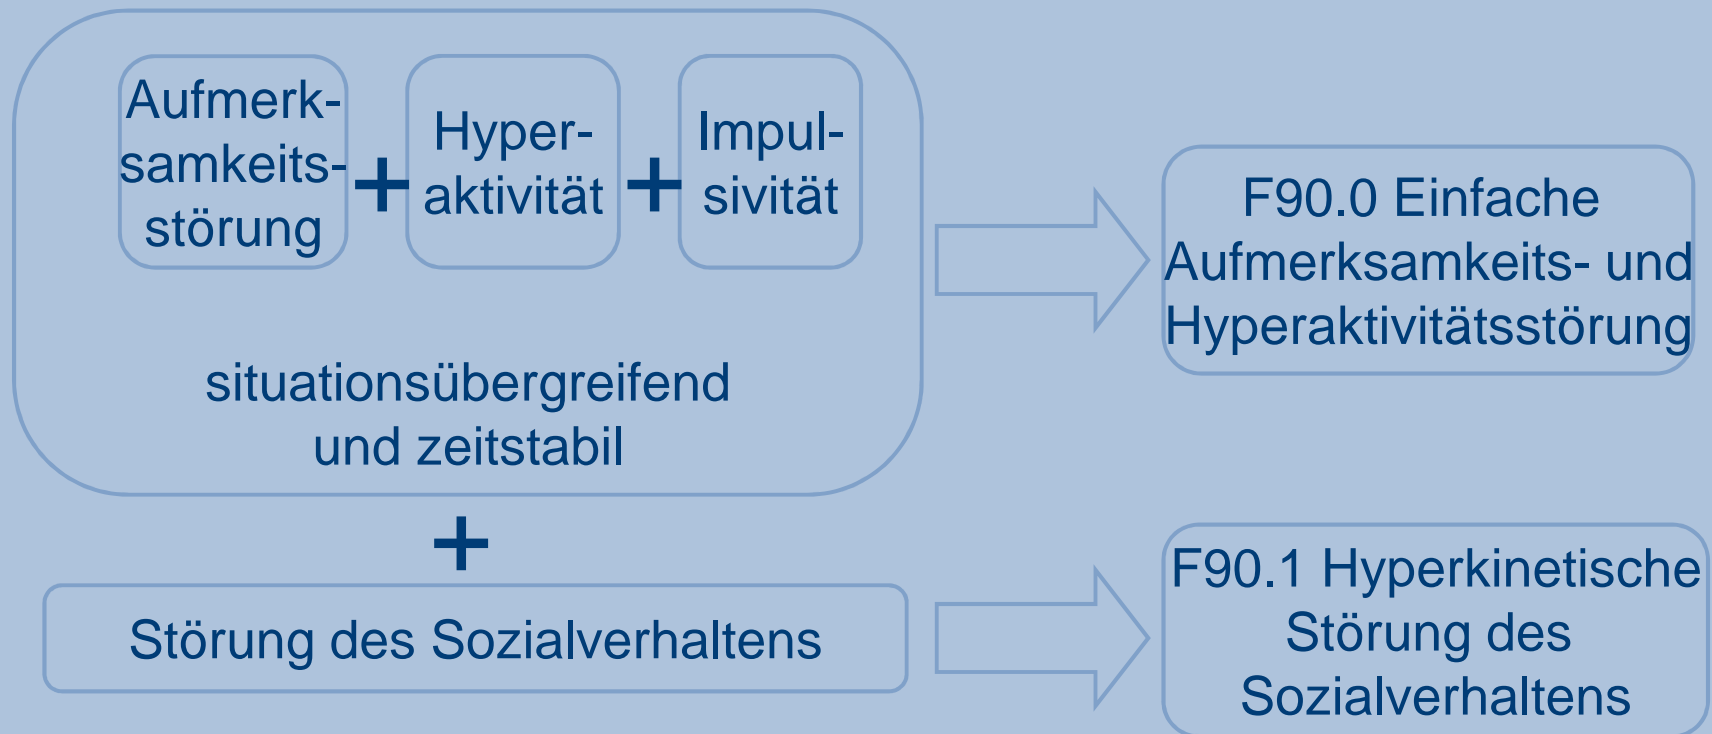 Aufmerk-
samkeits-
störung
+
Hyper-
aktivität
+
Impul-
sivität
situationsübergreifend
und zeitstabil
F90.0 Einfache
Aufmerksamkeits- und
Hyperaktivitätsstörung
+
Störung des Sozialverhaltens
F90.1 Hyperkinetische
Störung des
Sozialverhaltens